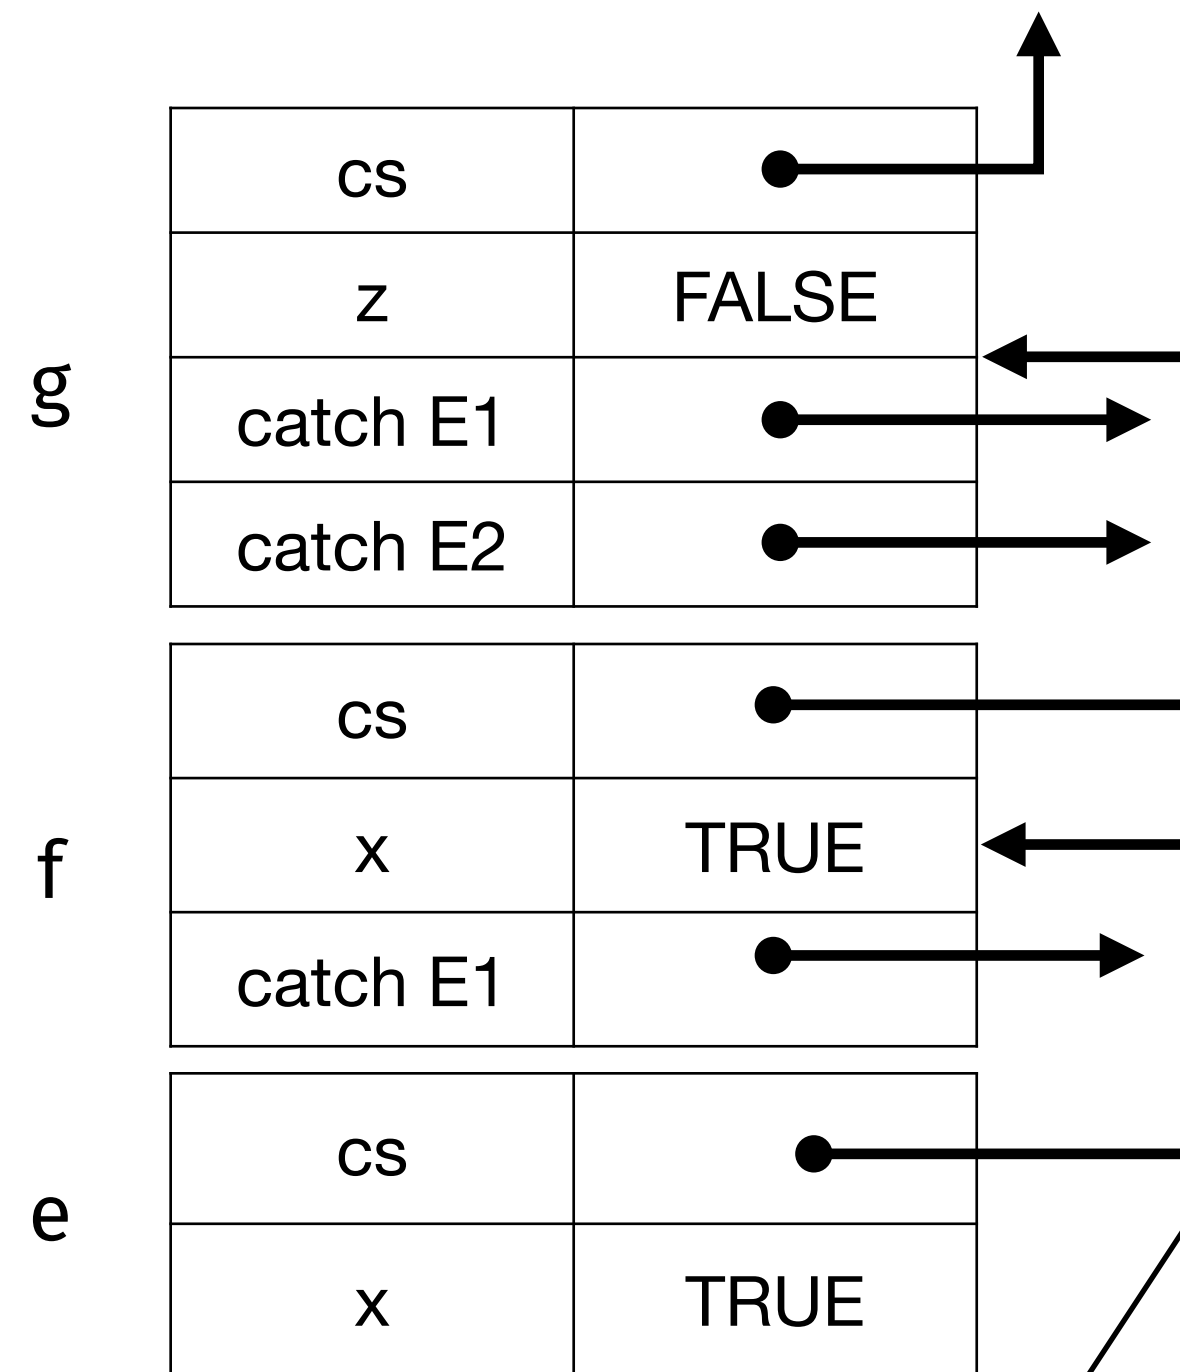 cs
z FALSE
g
catch E1
catch E2
cs
x TRUE
f
catch E1
cs
e
x TRUE